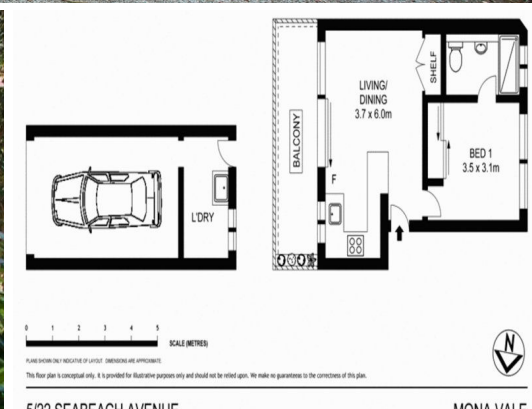 BALCONY
LIVING/
DINING
3.7 x 6.0m
SHELF
BED 1
3.5 x 3.1m
F
L'DRY
0 1 2 3 4 5
SCALE (METRES)
N
PLANS SHOWN ONLY INDICATIVE OF LAYOUT. DIMENSIONS ARE APPROXIMATE.
This floor plan is conceptual only. It is provided for illustrative purposes only and should not be relied upon. We make no guarantees to the correctness of this plan.
MONA VALE